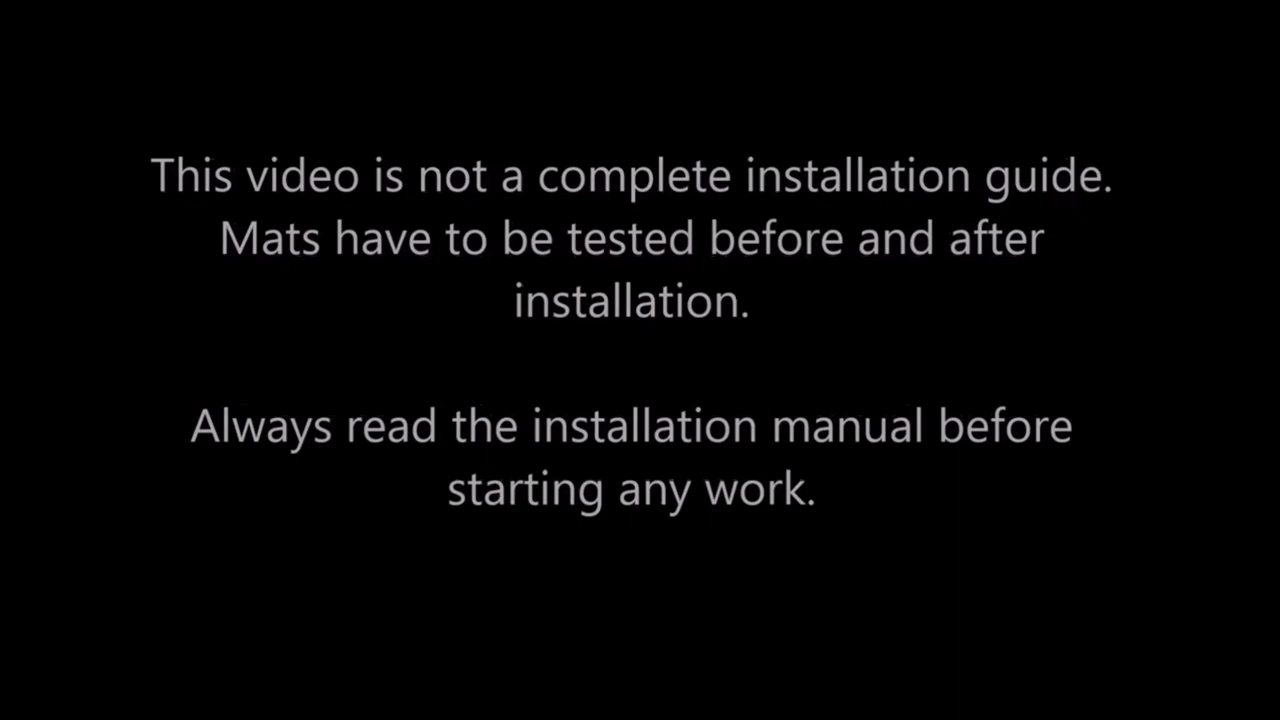 This video is not a complete installation guide.
Mats have to be tested before and after
installation.
Always read the installation manual before
starting any work.